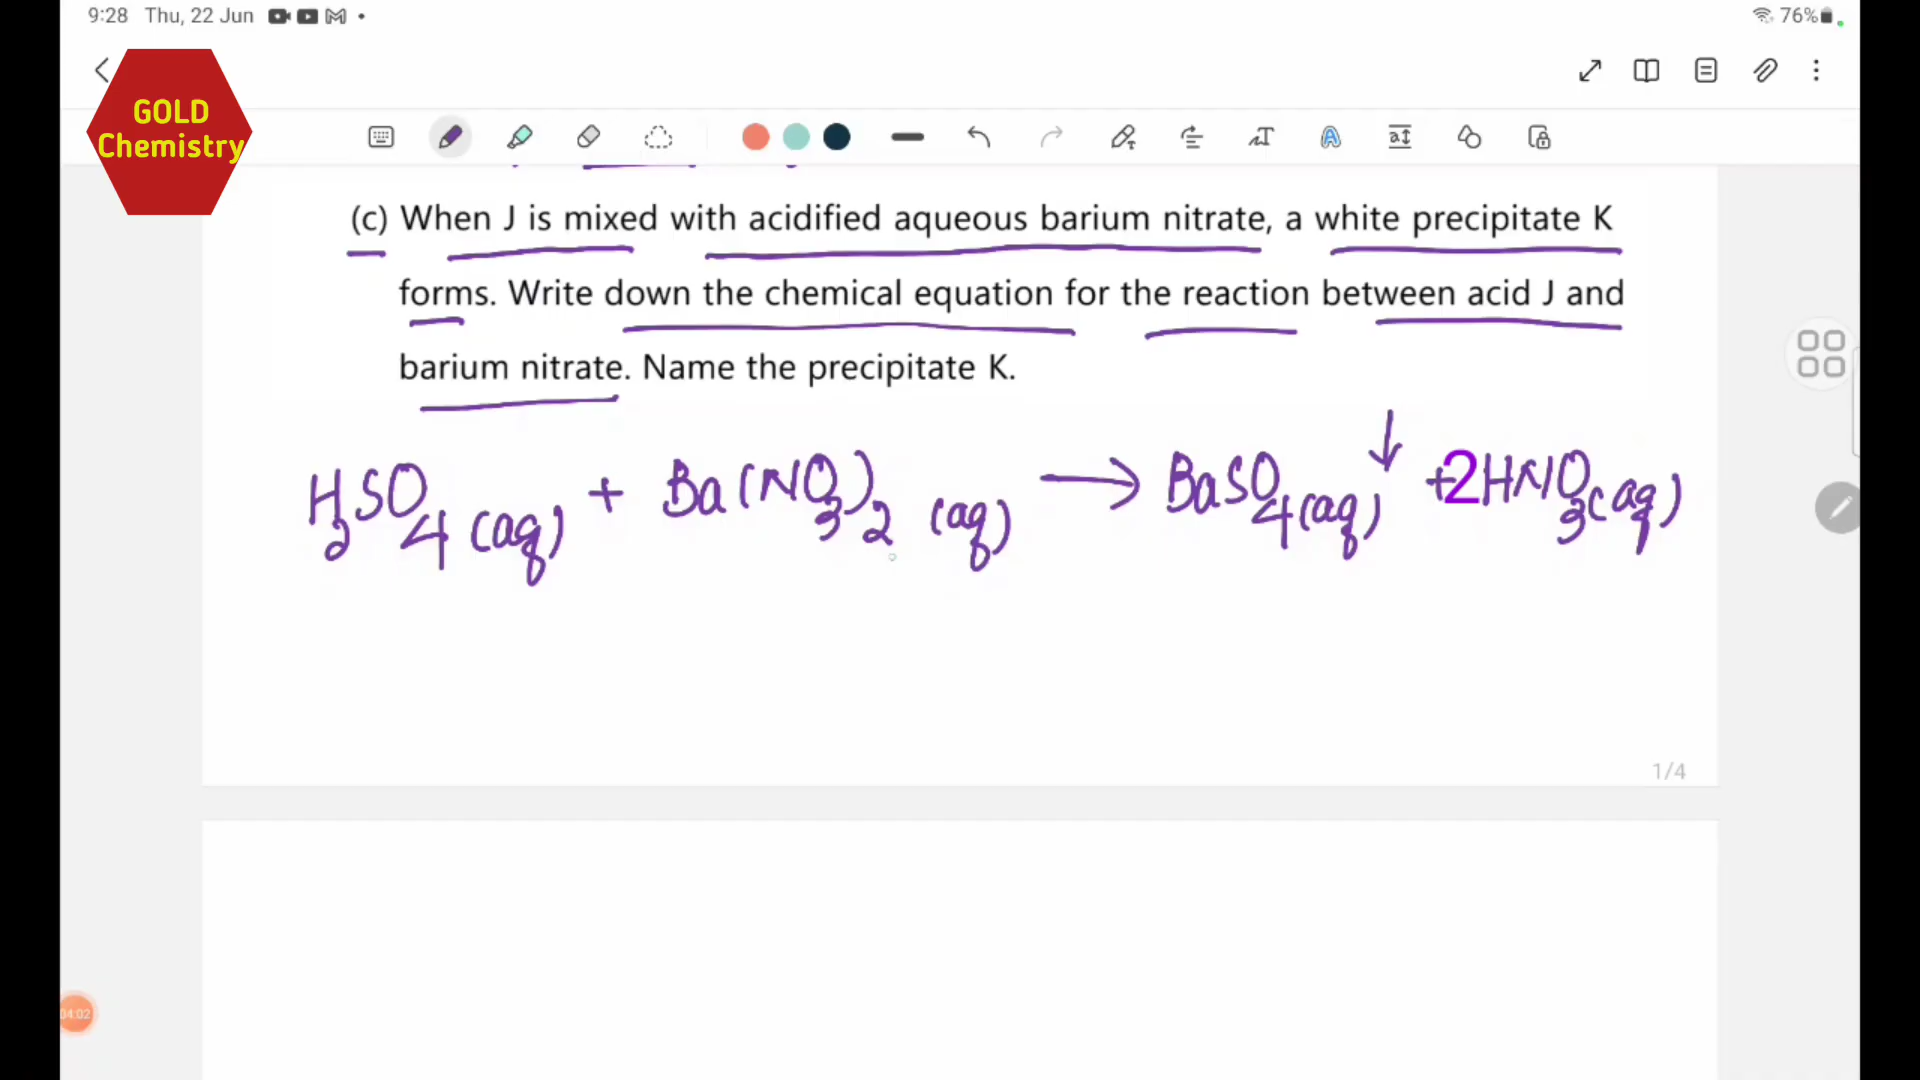 9:28 Thu, 22 Jun
76%
GOLD
Chemistry
(c) When J is mixed with acidified aqueous barium nitrate, a white precipitate K
forms. Write down the chemical equation for the reaction between acid J and
barium nitrate. Name the precipitate K.
H₂SO₄(aq) + Ba(NO₃)₂(aq) → BaSO₄(aq)↓ +2HNO₃(aq)
1/4
04:02